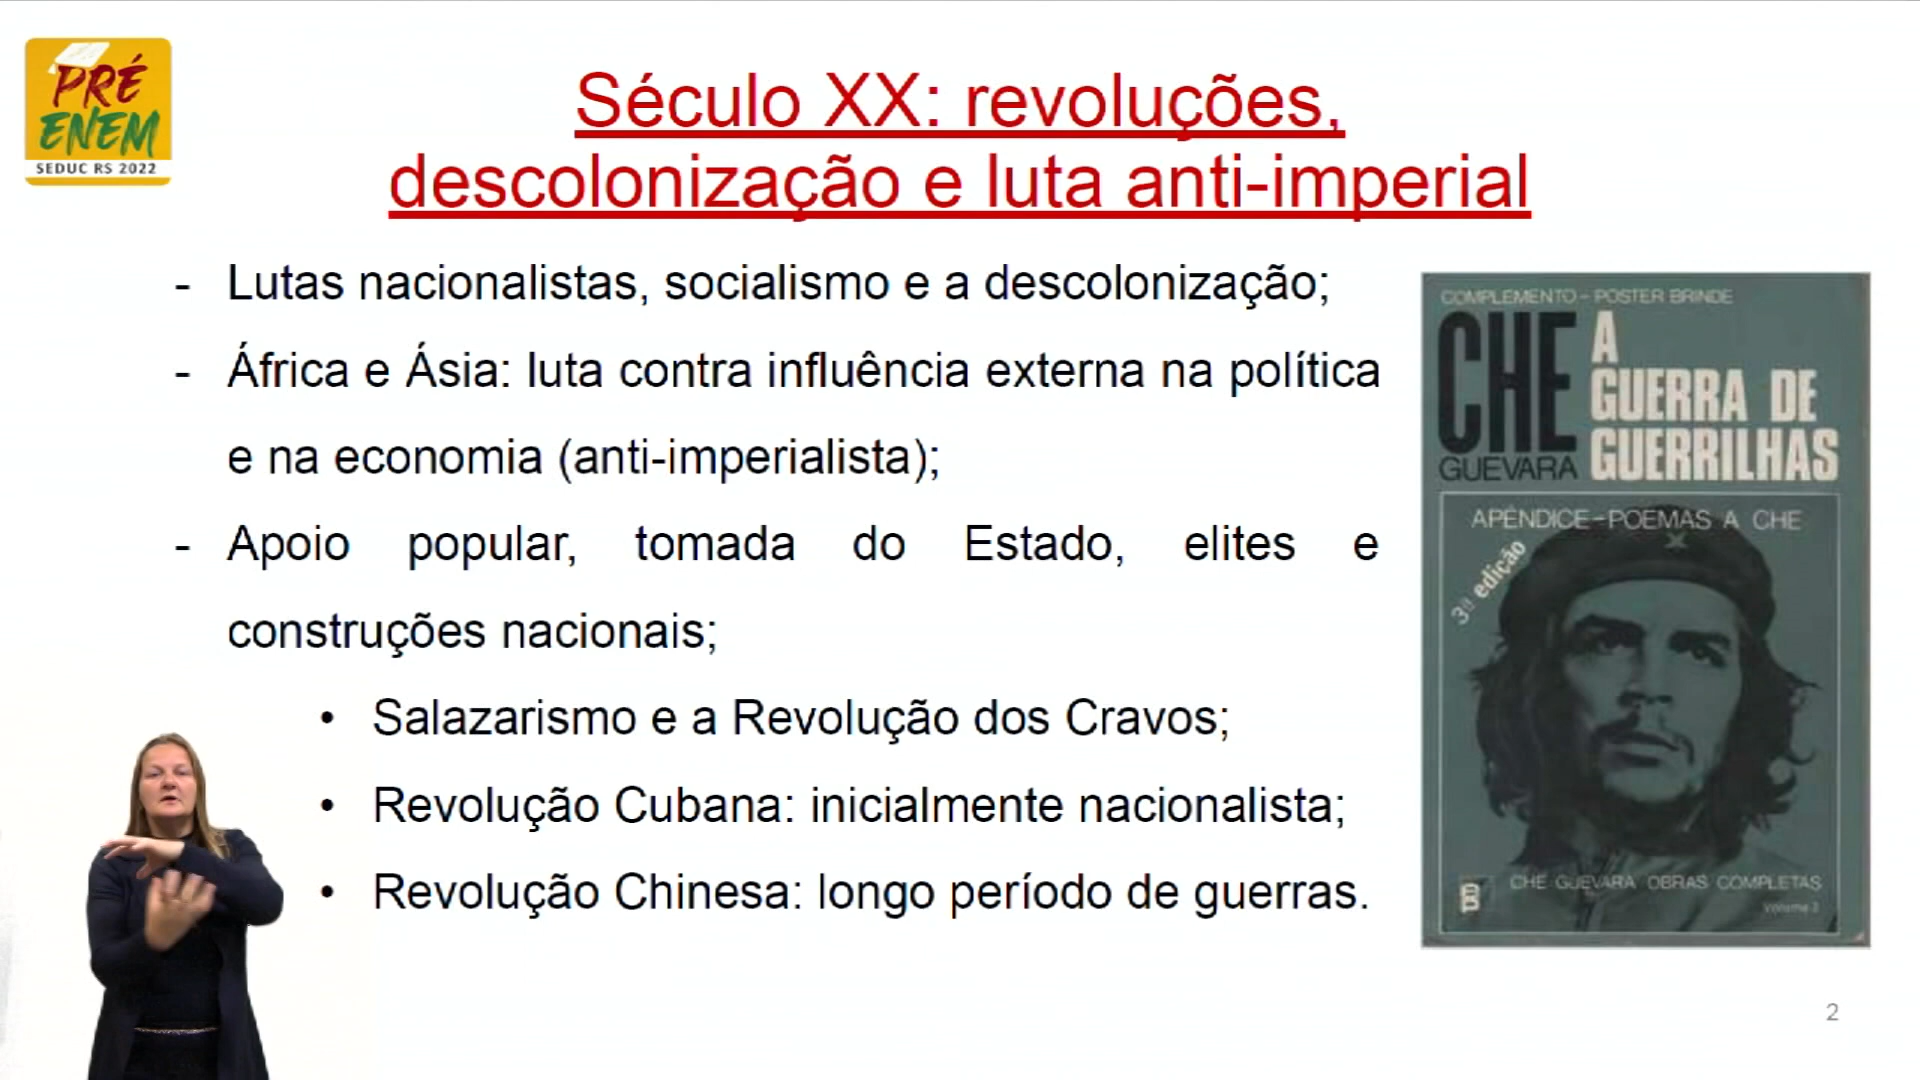 PRÉ
ENEM
SEDUC RS 2022
Século XX: revoluções,
descolonização e luta anti-imperial
- Lutas nacionalistas, socialismo e a descolonização;
- África e Ásia: luta contra influência externa na política
e na economia (anti-imperialista);
- Apoio popular, tomada do Estado, elites e
construções nacionais;
• Salazarismo e a Revolução dos Cravos;
• Revolução Cubana: inicialmente nacionalista;
• Revolução Chinesa: longo período de guerras.
COMPLEMENTO - POSTER BRINDE
CHE
GUEVARA
A
GUERRA DE
GUERRILHAS
APÊNDICE - POEMAS A CHE
3ª edição
CHE GUEVARA OBRAS COMPLETAS
Volume 3
2